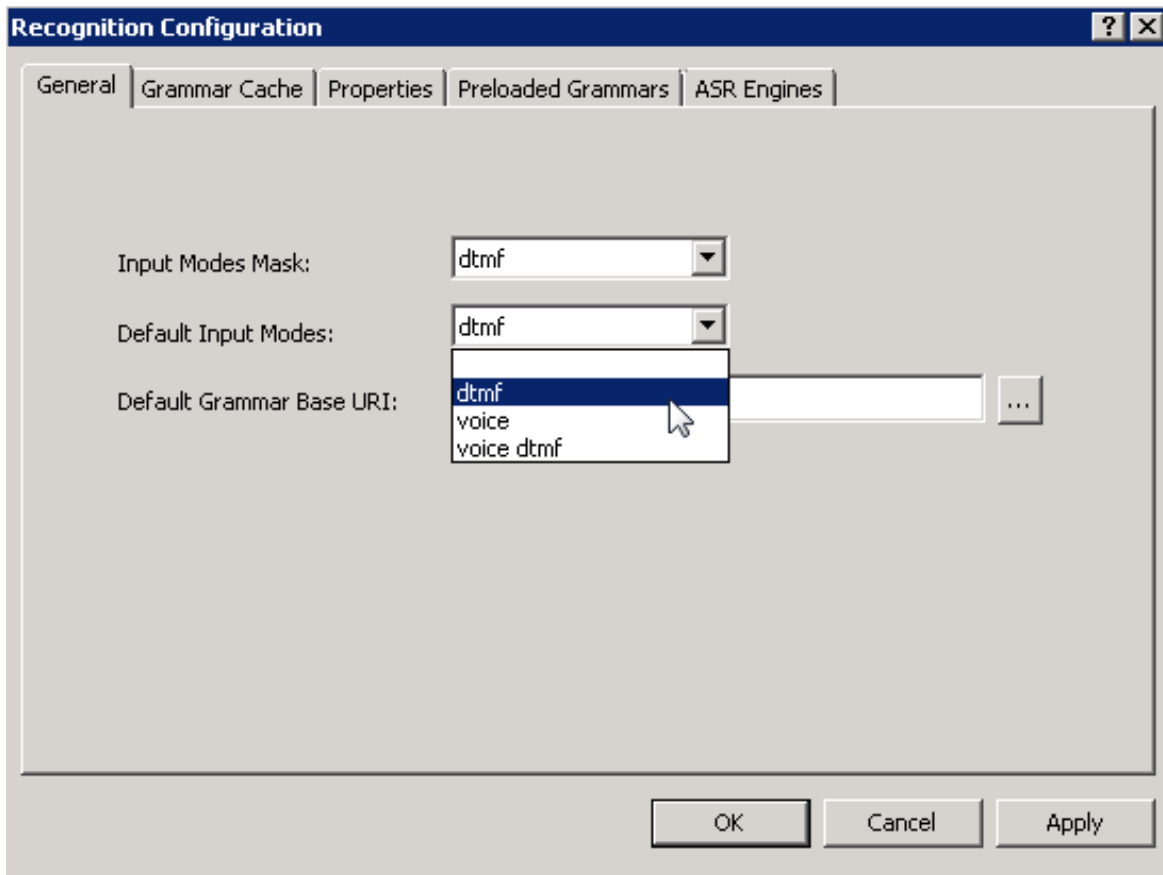 Recognition Configuration
General Grammar Cache Properties Preloaded Grammars ASR Engines
Input Modes Mask: dtmf
Default Input Modes: dtmf
dtmf
Default Grammar Base URI: ...
voice
voice dtmf
OK Cancel Apply